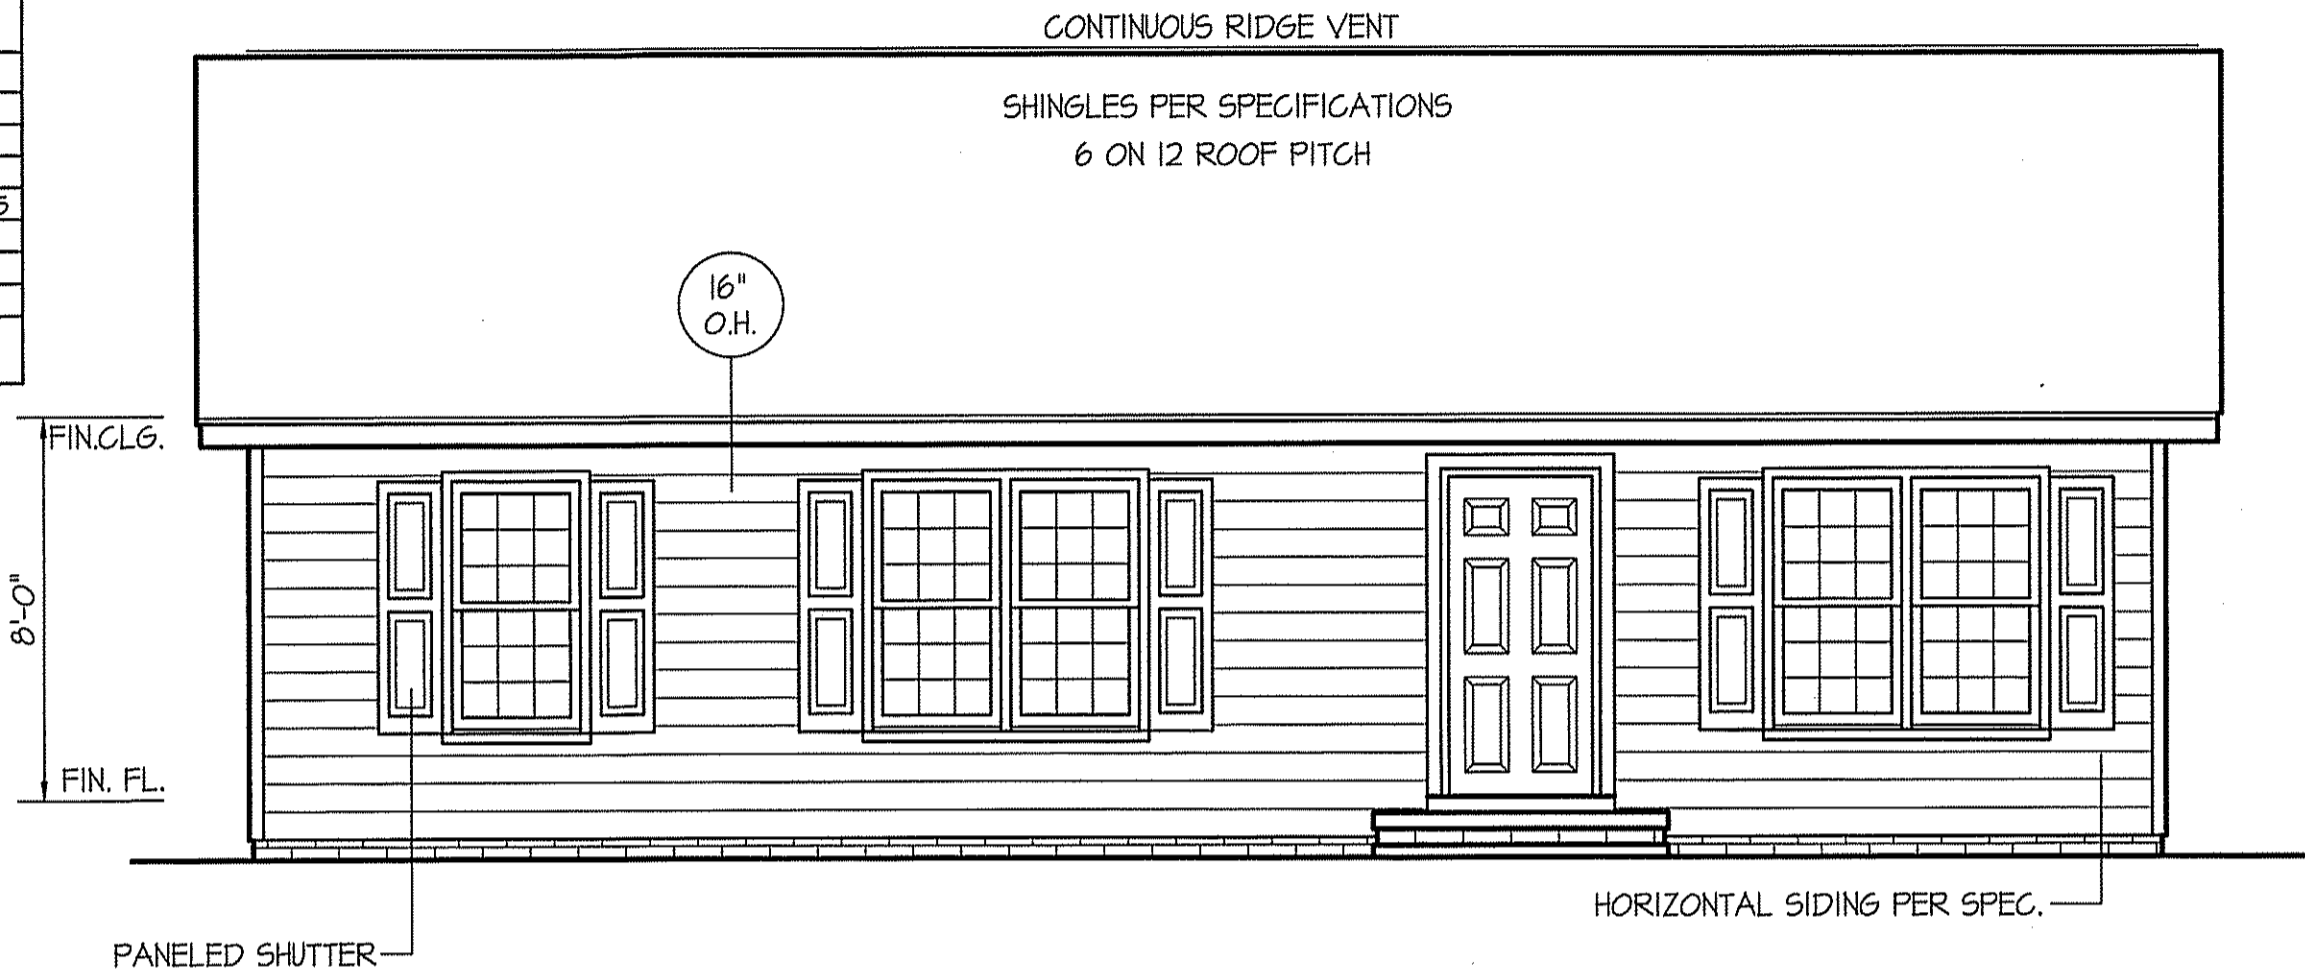 CONTINUOUS RIDGE VENT
SHINGLES PER SPECIFICATIONS
6 ON 12 ROOF PITCH
16"
O.H.
FIN.CLG.
8'-0"
FIN. FL.
HORIZONTAL SIDING PER SPEC.
PANELED SHUTTER